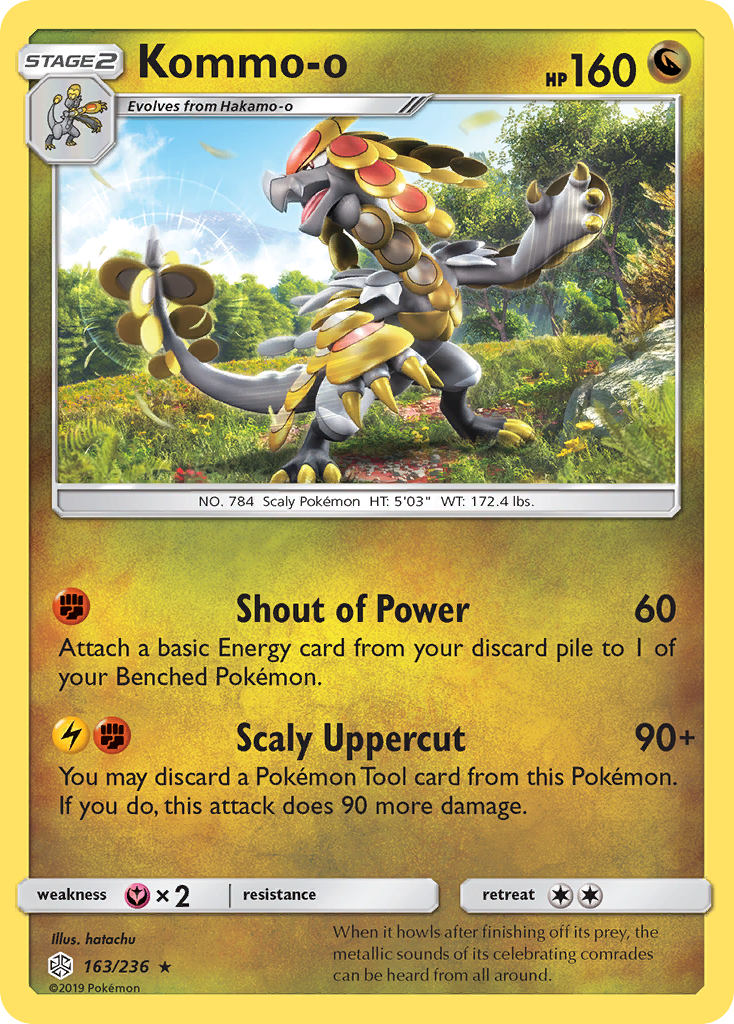 STAGE2
Kommo-o
HP 160
Evolves from Hakamo-o
NO. 784 Scaly Pokémon HT: 5'03" WT: 172.4 lbs.
Shout of Power 60
Attach a basic Energy card from your discard pile to 1 of
your Benched Pokémon.
Scaly Uppercut 90+
You may discard a Pokémon Tool card from this Pokémon.
If you do, this attack does 90 more damage.
weakness × 2 resistance retreat
Illus. hatachu
163/236 ★
©2019 Pokémon
When it howls after finishing off its prey, the
metallic sounds of its celebrating comrades
can be heard from all around.